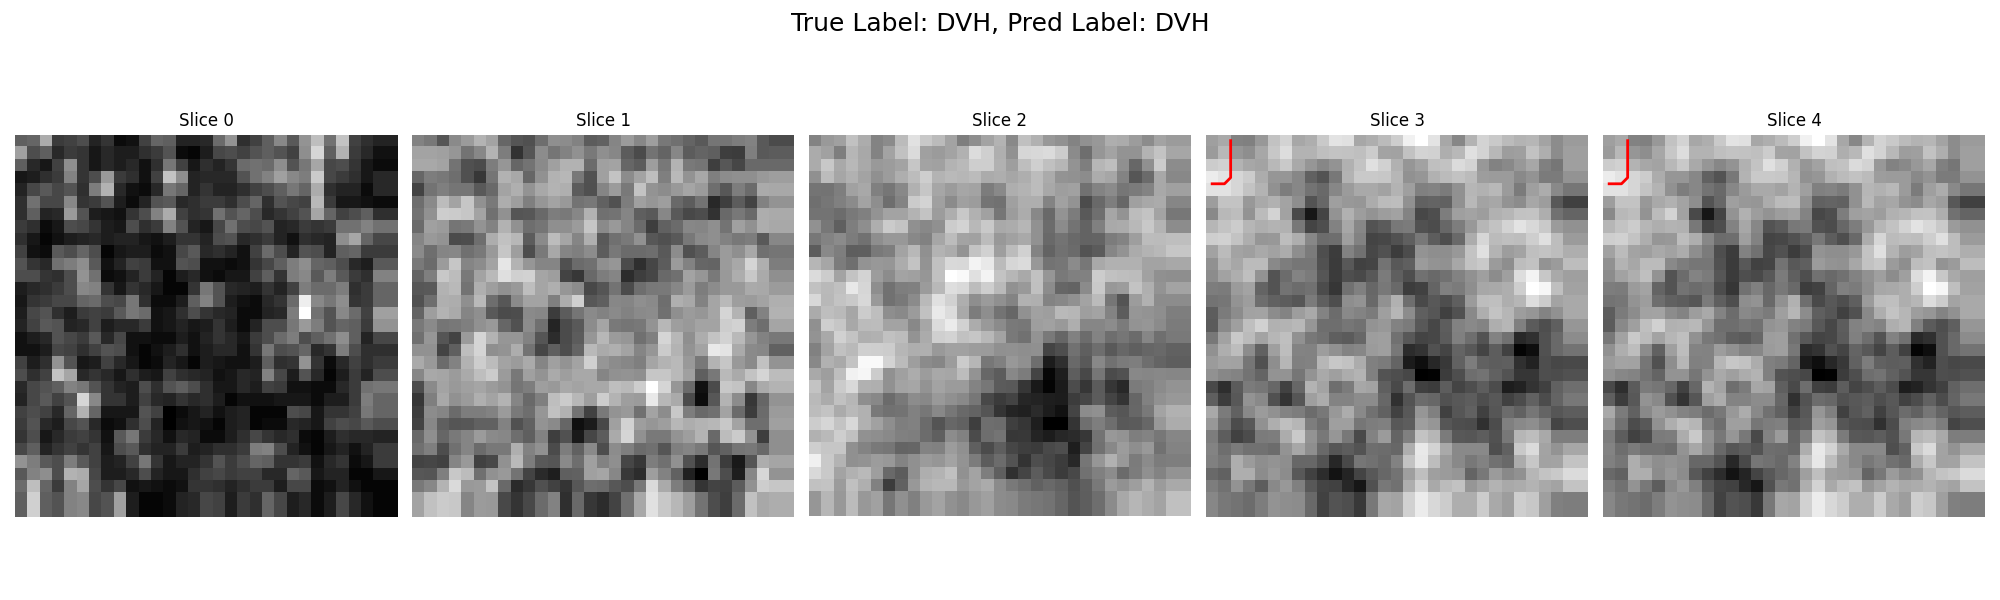 True Label: DVH, Pred Label: DVH
Slice 0
Slice 1
Slice 2
Slice 3
Slice 4